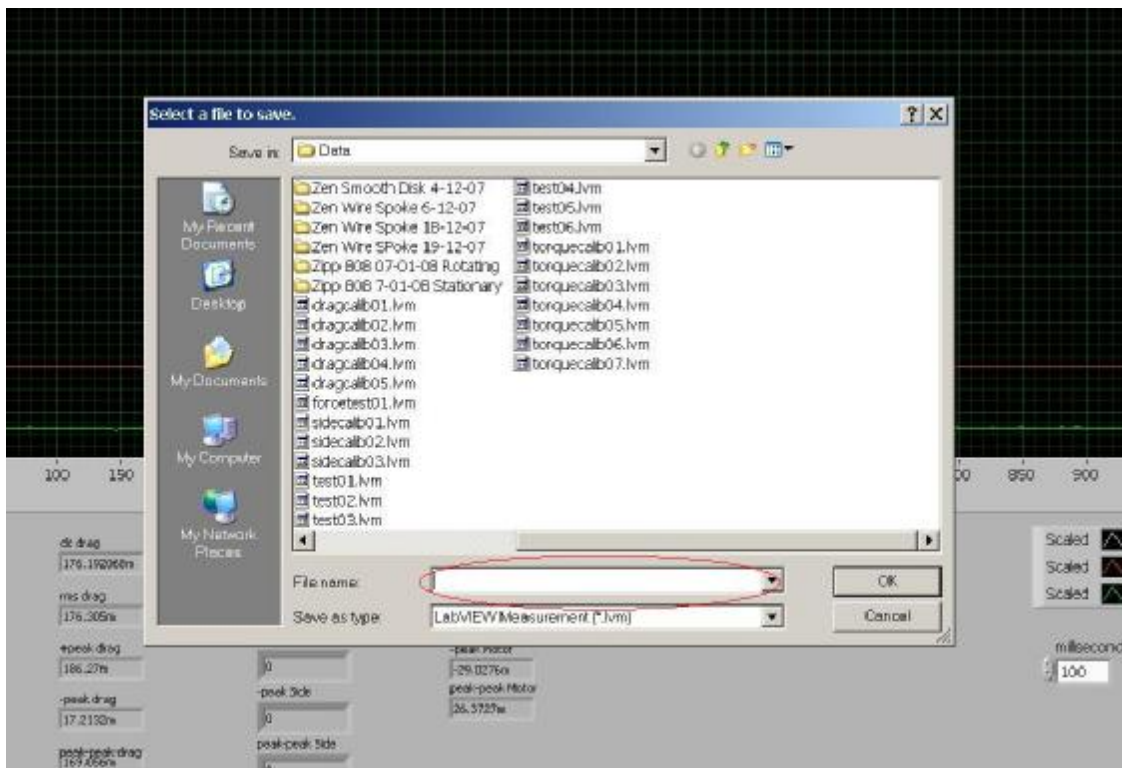 Select a file to save.
Save in:
Data
My Recent
Documents
Desktop
My Documents
My Computer
My Network
Places
Zen Smooth Disk 4-12-07
Zen Wire Spoke 6-12-07
Zen Wire Spoke 18-12-07
Zen Wire SPoke 19-12-07
Zipp 808 07-01-08 Rotating
Zipp 808 7-01-08 Stationary
dragcalib01.lvm
dragcalib02.lvm
dragcalib03.lvm
dragcalib04.lvm
dragcalib05.lvm
forcetest01.lvm
sidecalib01.lvm
sidecalib02.lvm
sidecalib03.lvm
test01.lvm
test02.lvm
test03.lvm
test04.lvm
test05.lvm
test06.lvm
torquecalib01.lvm
torquecalib02.lvm
torquecalib03.lvm
torquecalib04.lvm
torquecalib05.lvm
torquecalib06.lvm
torquecalib07.lvm
File name:
OK
Save as type:
LabVIEW Measurement (*.lvm)
Cancel
100 150 850 900
dc drag
rms drag
176.305m
+peak drag
186.27m
-peak drag
17.2132m
peak-peak drag
169.056m
0
-peak Side
0
peak-peak Side
-peak Motor
-29.0276m
peak-peak Motor
26.3727m
Scaled
Scaled
Scaled
100